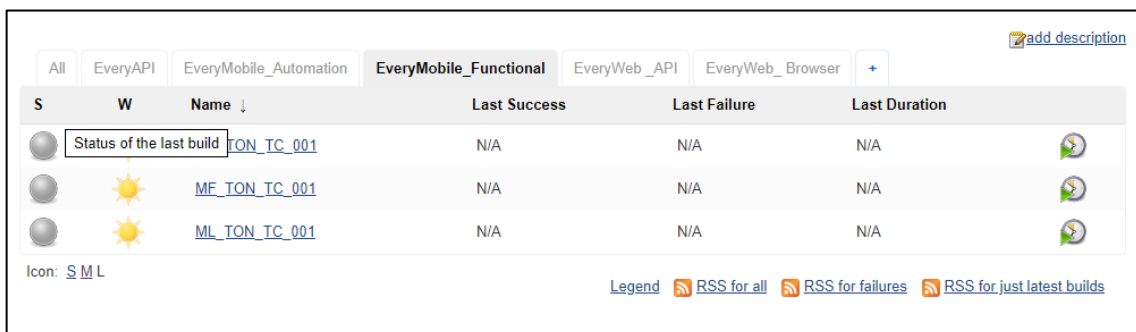 add description
All EveryAPI EveryMobile_Automation EveryMobile_Functional EveryWeb _API EveryWeb_ Browser +
S W Name ↓ Last Success Last Failure Last Duration
Status of the last build TON_TC_001 N/A N/A N/A
MF_TON_TC_001 N/A N/A N/A
ML_TON_TC_001 N/A N/A N/A
Icon: S M L
Legend RSS for all RSS for failures RSS for just latest builds